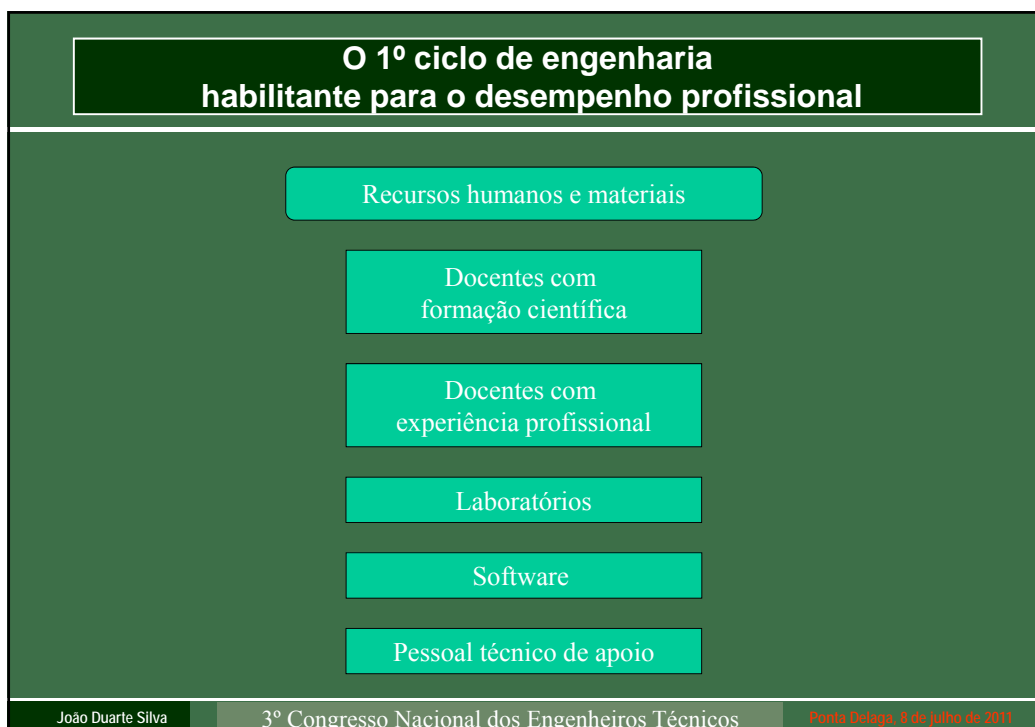 O 1º ciclo de engenharia
habilitante para o desempenho profissional
Recursos humanos e materiais
Docentes com
formação científica
Docentes com
experiência profissional
Laboratórios
Software
Pessoal técnico de apoio
João Duarte Silva
3º Congresso Nacional dos Engenheiros Técnicos
Ponta Delaga, 8 de julho de 2011